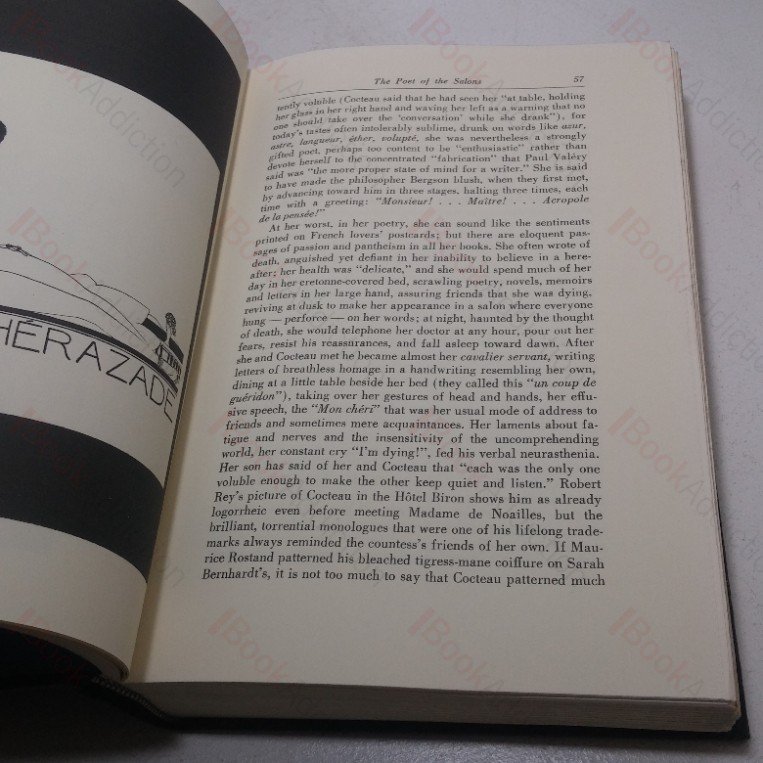 HÉRAZADE
The Poet of the Salons 57
tently voluble (Cocteau said that he had seen her "at table, holding
her glass in her right hand and waving her left as a warning that no
one should take over the 'conversation' while she drank"), for
today's tastes often intolerably sublime, drunk on words like azur,
astre, langueur, éther, volupté, she was nevertheless a strongly
gifted poet, perhaps too content to be "enthusiastic" rather than
devote herself to the concentrated "fabrication" that Paul Valéry
said was "the more proper state of mind for a writer." She is said
to have made the philosopher Bergson blush, when they first met,
by advancing toward him in three stages, halting three times, each
time with a greeting: "Monsieur! . . . Maître! . . . Acropole
de la pensée!"
At her worst, in her poetry, she can sound like the sentiments
printed on French lovers' postcards; but there are eloquent pas-
sages of passion and pantheism in all her books. She often wrote of
death, anguished yet defiant in her inability to believe in a here-
after; her health was "delicate," and she would spend much of her
day in her cretonne-covered bed, scrawling poetry, novels, memoirs
and letters in her large hand, assuring friends that she was dying,
reviving at dusk to make her appearance in a salon where everyone
hung — perforce — on her words; at night, haunted by the thought
of death, she would telephone her doctor at any hour, pour out her
fears, resist his reassurances, and fall asleep toward dawn. After
she and Cocteau met he became almost her cavalier servant, writing
letters of breathless homage in a handwriting resembling her own,
dining at a little table beside her bed (they called this "un coup de
guéridon"), taking over her gestures of head and hands, her effu-
sive speech, the "Mon chéri" that was her usual mode of address to
friends and sometimes mere acquaintances. Her laments about fa-
tigue and nerves and the insensitivity of the uncomprehending
world, her constant cry "I'm dying!", fed his verbal neurasthenia.
Her son has said of her and Cocteau that "each was the only one
voluble enough to make the other keep quiet and listen." Robert
Rey's picture of Cocteau in the Hôtel Biron shows him as already
logorrheic even before meeting Madame de Noailles, but the
brilliant, torrential monologues that were one of his lifelong trade-
marks always reminded the countess's friends of her own. If Mau-
rice Rostand patterned his bleached tigress-mane coiffure on Sarah
Bernhardt's, it is not too much to say that Cocteau patterned much